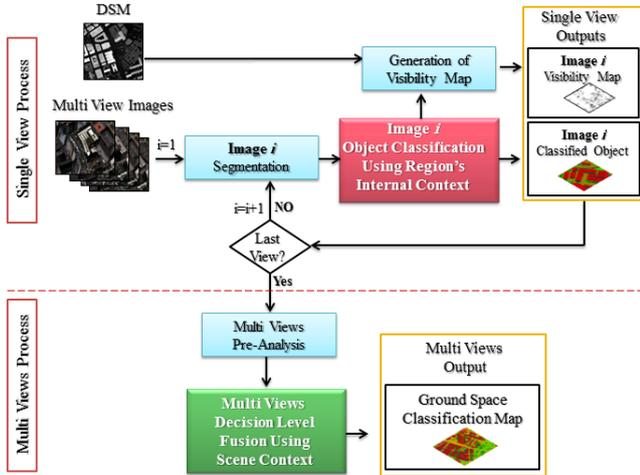 DSM
Multi View Images
Single View Process
i=1
Image i
Segmentation
Generation of
Visibility Map
Image i
Object Classification
Using Region's
Internal Context
Single View
Outputs
Image i
Visibility Map
Image i
Classified Object
i=i+1 NO
Last
View?
Yes
Multi Views Process
Multi Views
Pre-Analysis
Multi Views
Decision Level
Fusion Using
Scene Context
Multi Views
Output
Ground Space
Classification Map